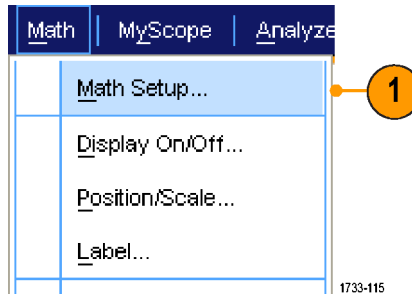 Math MyScope Analyze
Math Setup... 1
Display On/Off...
Position/Scale...
Label...
1733-115